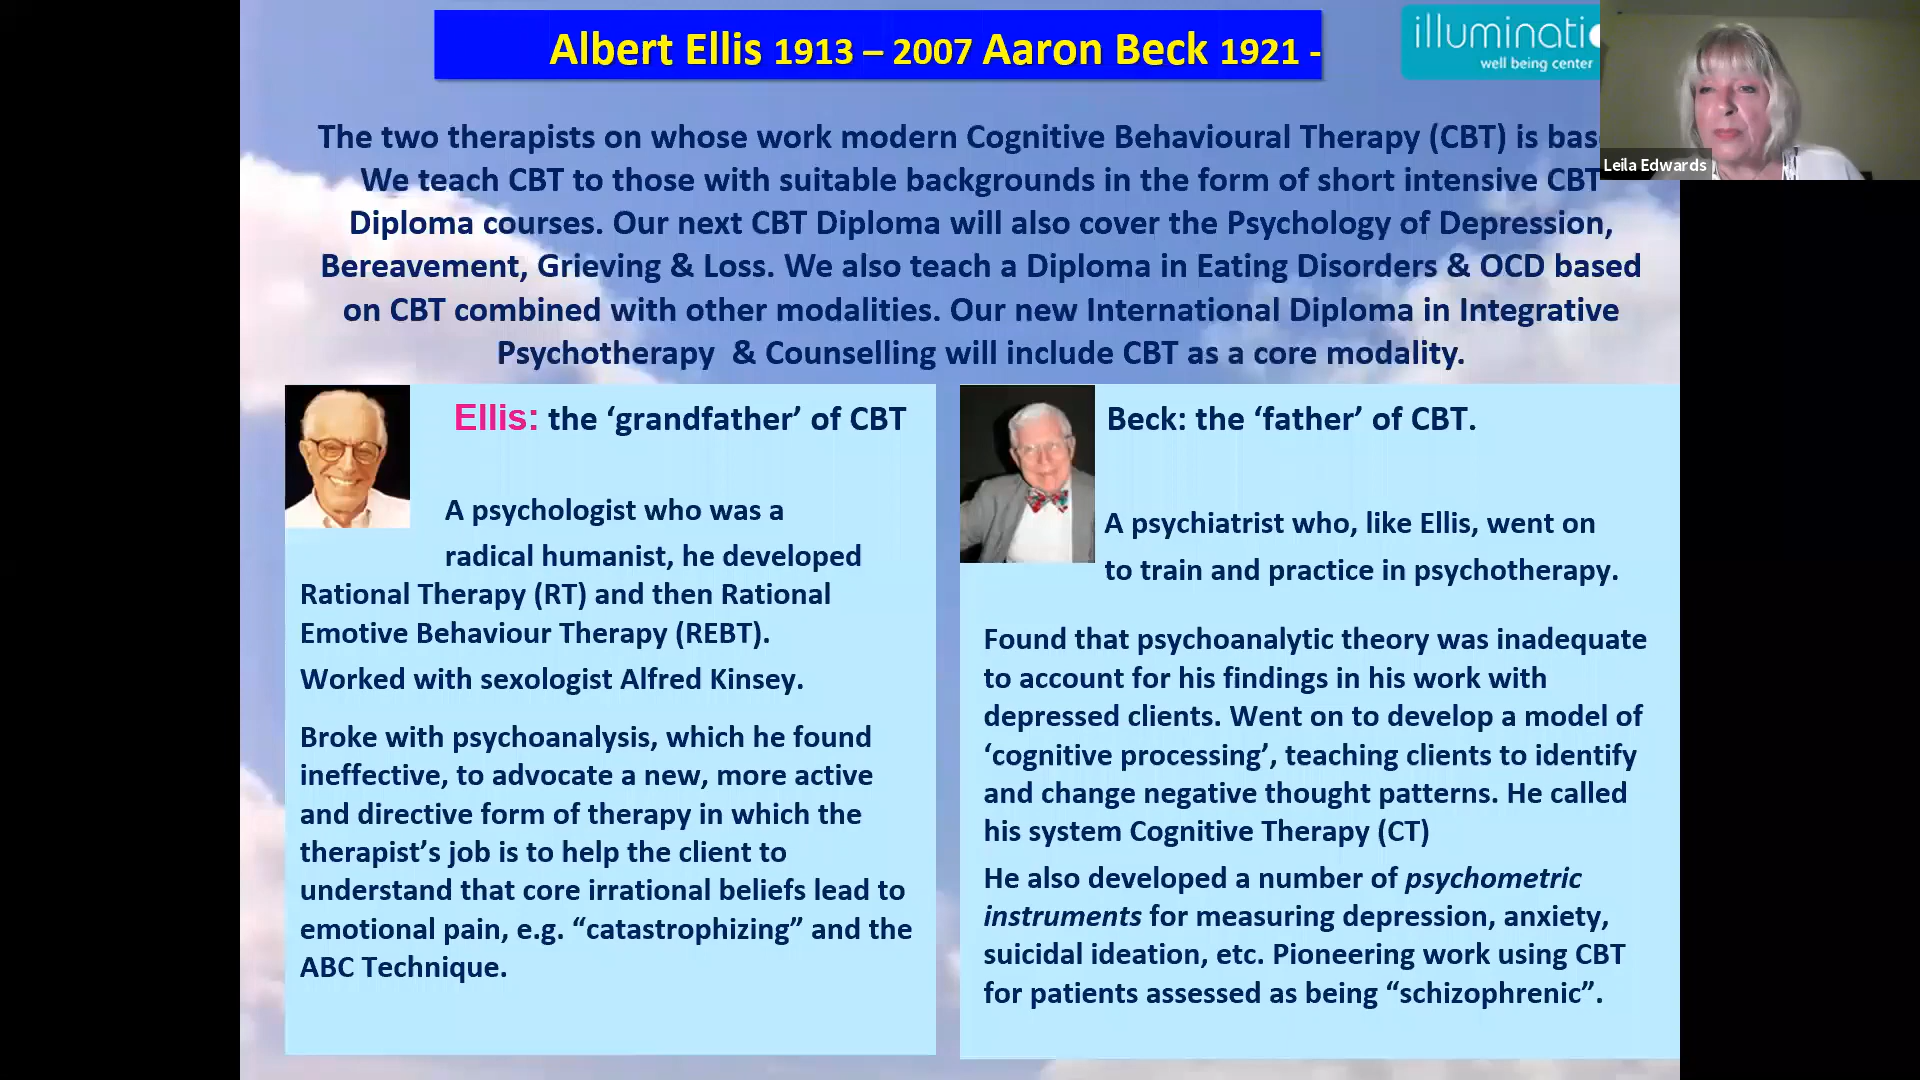 Albert Ellis 1913 – 2007 Aaron Beck 1921 -
illuminati
well being center
Leila Edwards
The two therapists on whose work modern Cognitive Behavioural Therapy (CBT) is bas
We teach CBT to those with suitable backgrounds in the form of short intensive CBT
Diploma courses. Our next CBT Diploma will also cover the Psychology of Depression,
Bereavement, Grieving & Loss. We also teach a Diploma in Eating Disorders & OCD based
on CBT combined with other modalities. Our new International Diploma in Integrative
Psychotherapy & Counselling will include CBT as a core modality.
Ellis: the ‘grandfather’ of CBT
A psychologist who was a
radical humanist, he developed
Rational Therapy (RT) and then Rational
Emotive Behaviour Therapy (REBT).
Worked with sexologist Alfred Kinsey.
Broke with psychoanalysis, which he found
ineffective, to advocate a new, more active
and directive form of therapy in which the
therapist’s job is to help the client to
understand that core irrational beliefs lead to
emotional pain, e.g. “catastrophizing” and the
ABC Technique.
Beck: the ‘father’ of CBT.
A psychiatrist who, like Ellis, went on
to train and practice in psychotherapy.
Found that psychoanalytic theory was inadequate
to account for his findings in his work with
depressed clients. Went on to develop a model of
‘cognitive processing’, teaching clients to identify
and change negative thought patterns. He called
his system Cognitive Therapy (CT)
He also developed a number of psychometric
instruments for measuring depression, anxiety,
suicidal ideation, etc. Pioneering work using CBT
for patients assessed as being “schizophrenic”.